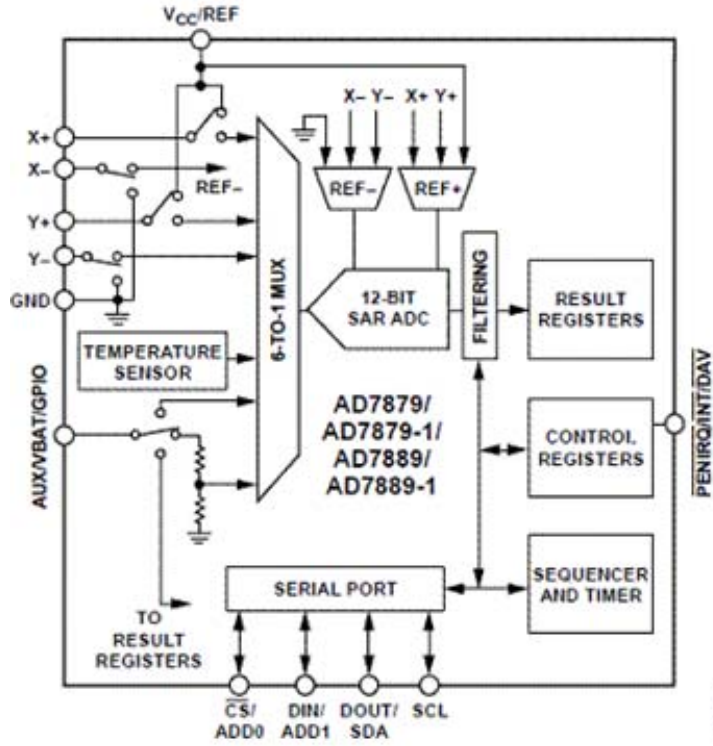 VCC/REF
X– Y– X+ Y+
X+
X–
REF–
REF–
REF+
Y+
Y–
GND
6-TO-1 MUX
12-BIT
SAR ADC
FILTERING
RESULT
REGISTERS
TEMPERATURE
SENSOR
AD7879/
AD7879-1/
AD7889/
AD7889-1
AUX/VBAT/GPIO
CONTROL
REGISTERS
PENIRQ/INT/DAV
SERIAL PORT
SEQUENCER
AND TIMER
TO
RESULT
REGISTERS
CS/
ADD0
DIN/
ADD1
DOUT/
SDA
SCL